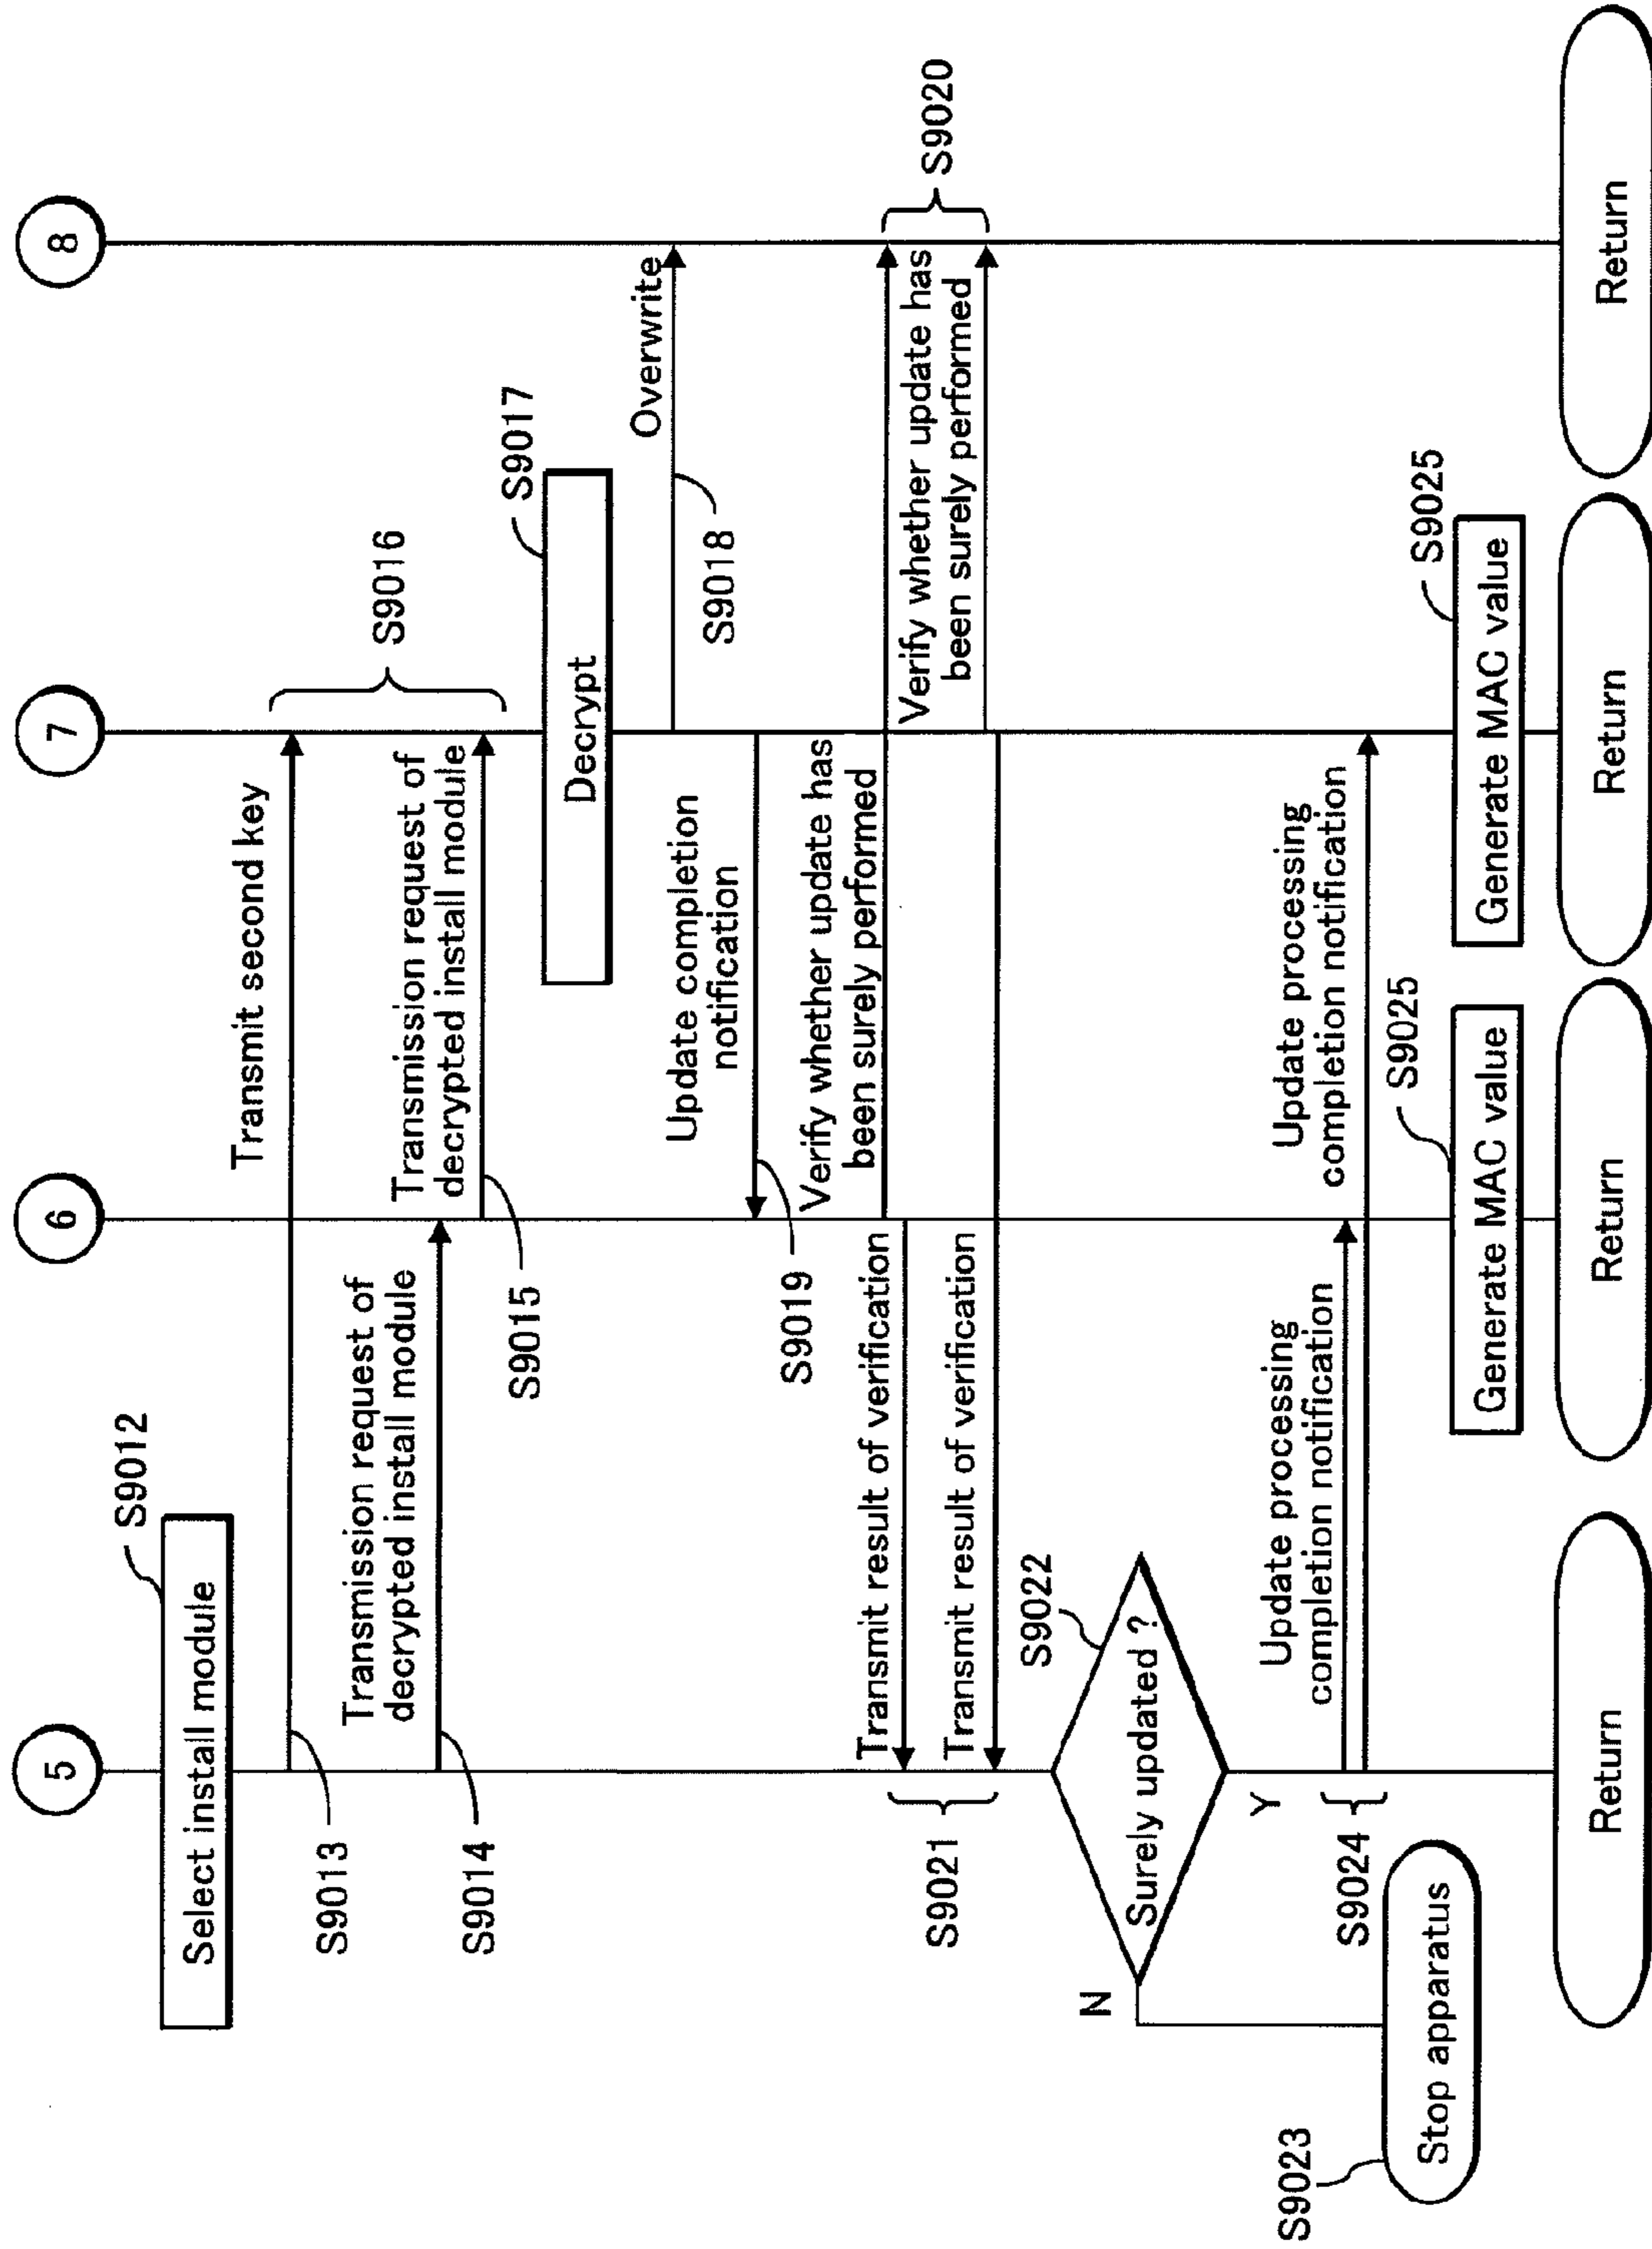 5
6
7
8
Select install module
S9012
Transmit second key
S9013
S9016
Transmission request of
decrypted install module
S9014
Transmission request of
decrypted install module
S9015
Decrypt
S9017
Overwrite
S9018
Update completion
notification
S9019
Verify whether update has
been surely performed
Verify whether update has
been surely performed
S9020
Transmit result of verification
Transmit result of verification
S9021
Surely updated ?
S9022
N
Y
Stop apparatus
S9023
Update processing
completion notification
Update processing
completion notification
S9024
Generate MAC value
S9025
Generate MAC value
S9025
Return
Return
Return
Return